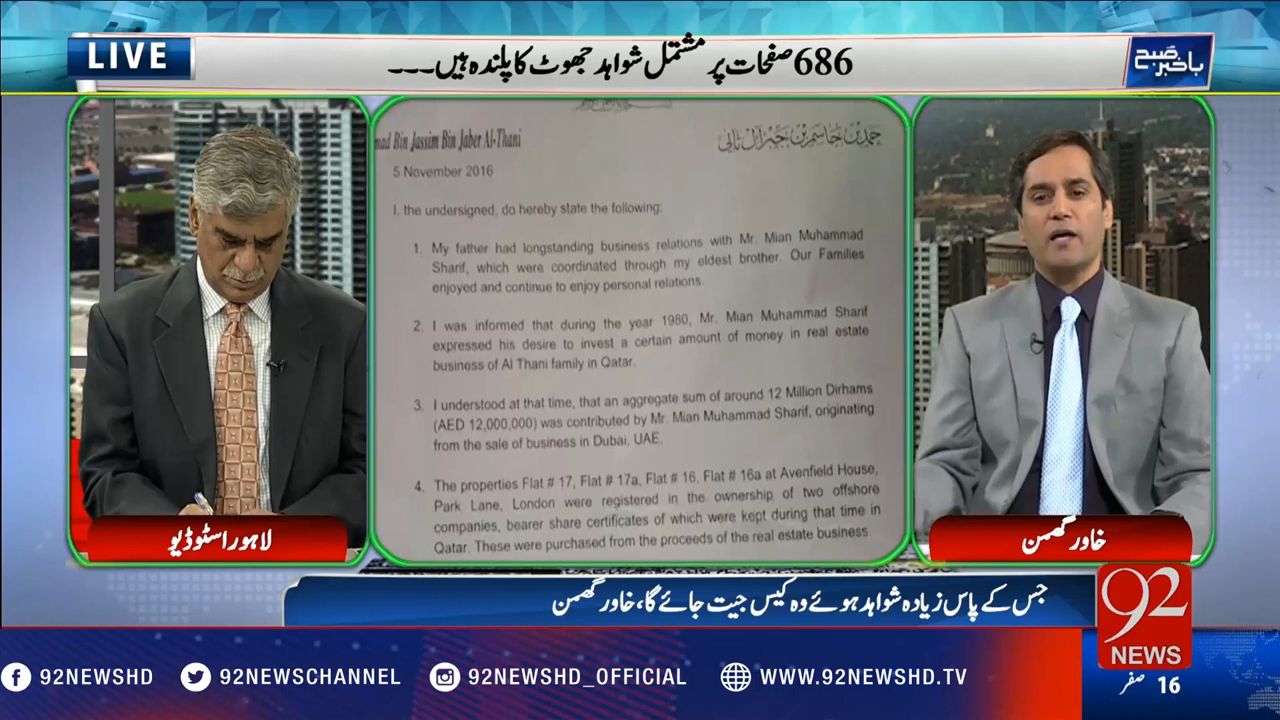 LIVE
686 صفحات پر مشتمل شواہد جھوٹ کا پلندہ ہیں ۔۔۔
باخبر صبح
mad Bin Jassim Bin Jaber Al-Thani
حمد بن جاسم بن جبر آل ثاني
5 November 2016
I, the undersigned, do hereby state the following:
1. My father had longstanding business relations with Mr. Mian Muhammad
Sharif, which were coordinated through my eldest brother. Our Families
enjoyed and continue to enjoy personal relations.
2. I was informed that during the year 1980, Mr. Mian Muhammad Sharif
expressed his desire to invest a certain amount of money in real estate
business of Al Thani family in Qatar.
3. I understood at that time, that an aggregate sum of around 12 Million Dirhams
(AED 12,000,000) was contributed by Mr. Mian Muhammad Sharif, originating
from the sale of business in Dubai, UAE.
4. The properties Flat # 17, Flat # 17a, Flat # 16, Flat # 16a at Avenfield House,
Park Lane, London were registered in the ownership of two offshore
companies, bearer share certificates of which were kept during that time in
Qatar. These were purchased from the proceeds of the real estate business
لاہور اسٹوڈیو
خاور گھمن
جس کے پاس زیادہ شواہد ہوئے وہ کیس جیت جائے گا، خاور گھمن
92
NEWS
92NEWSHD
92NEWSCHANNEL
92NEWSHD_OFFICIAL
WWW.92NEWSHD.TV
16 صفر